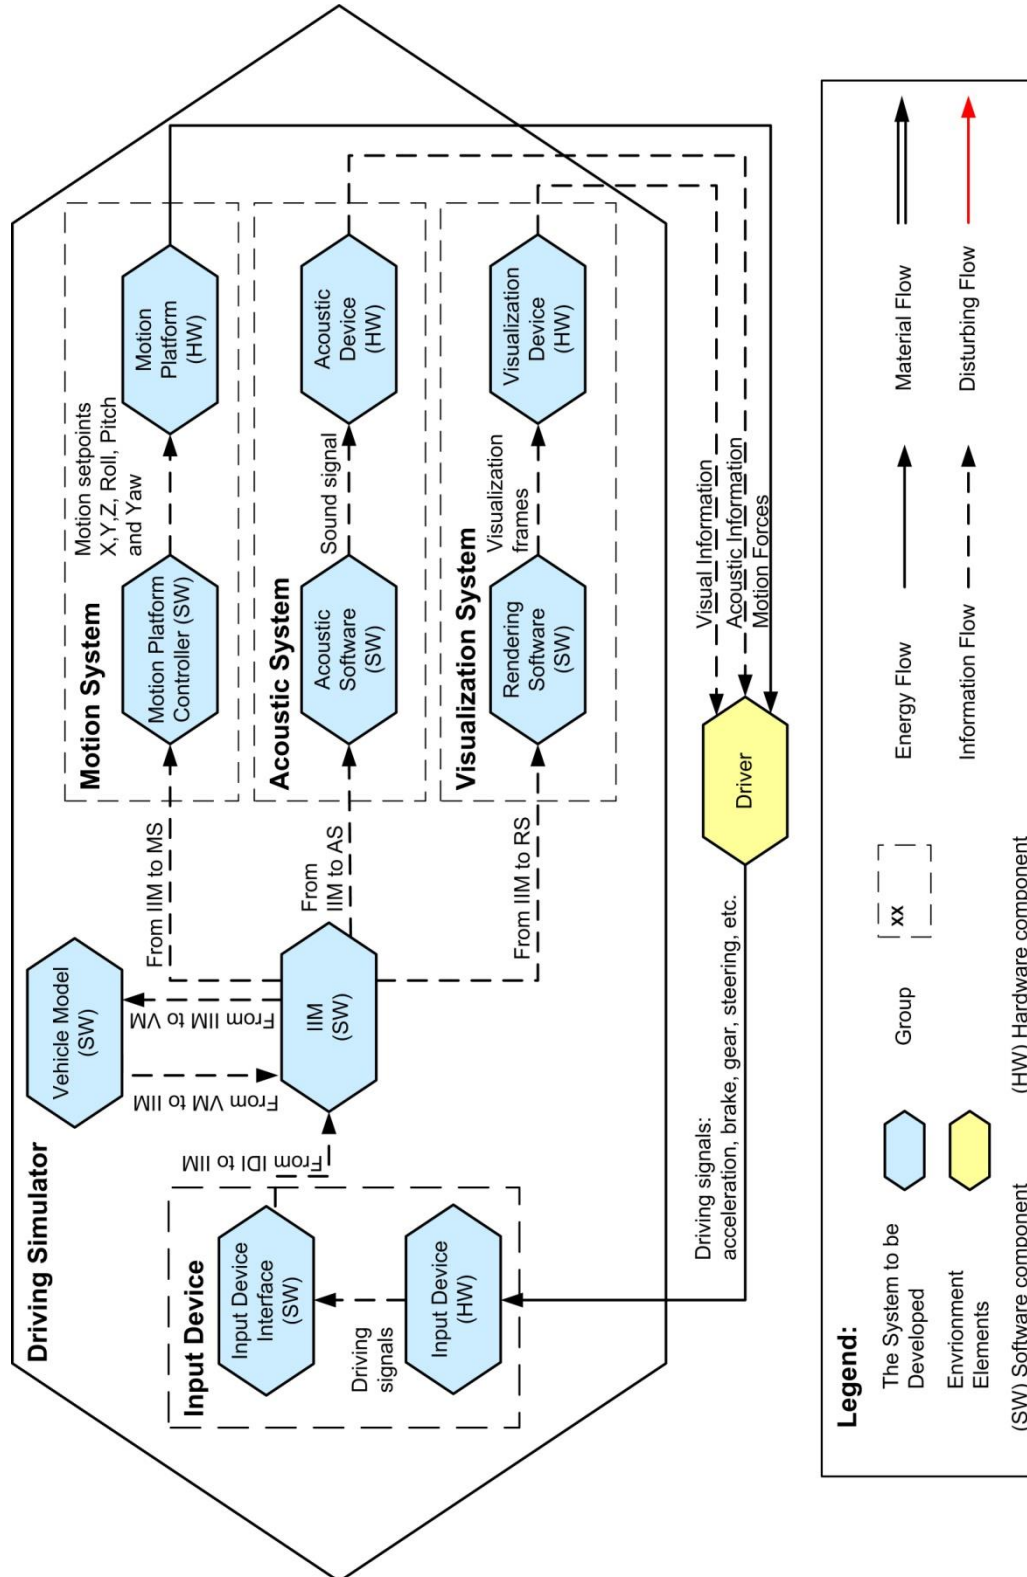 Driving Simulator
Vehicle Model
(SW)
From VM to IIM
From IIM to VM
Input Device
Input Device
Interface
(SW)
Driving
signals
Input Device
(HW)
From IDI to IIM
IIM
(SW)
From IIM to MS
From
IIM to AS
From IIM to RS
Motion System
Motion Platform
Controller (SW)
Motion setpoints
X,Y,Z, Roll, Pitch
and Yaw
Motion
Platform
(HW)
Acoustic System
Acoustic
Software
(SW)
Sound signal
Acoustic
Device
(HW)
Visualization System
Rendering
Software
(SW)
Visualization
frames
Visualization
Device
(HW)
Visual Information
Acoustic Information
Motion Forces
Driver
Driving signals:
acceleration, brake, gear, steering, etc.
Legend:
The System to be
Developed
Group
xx
Energy Flow
Material Flow
Envrionment
Elements
Information Flow
Disturbing Flow
(SW) Software component
(HW) Hardware component